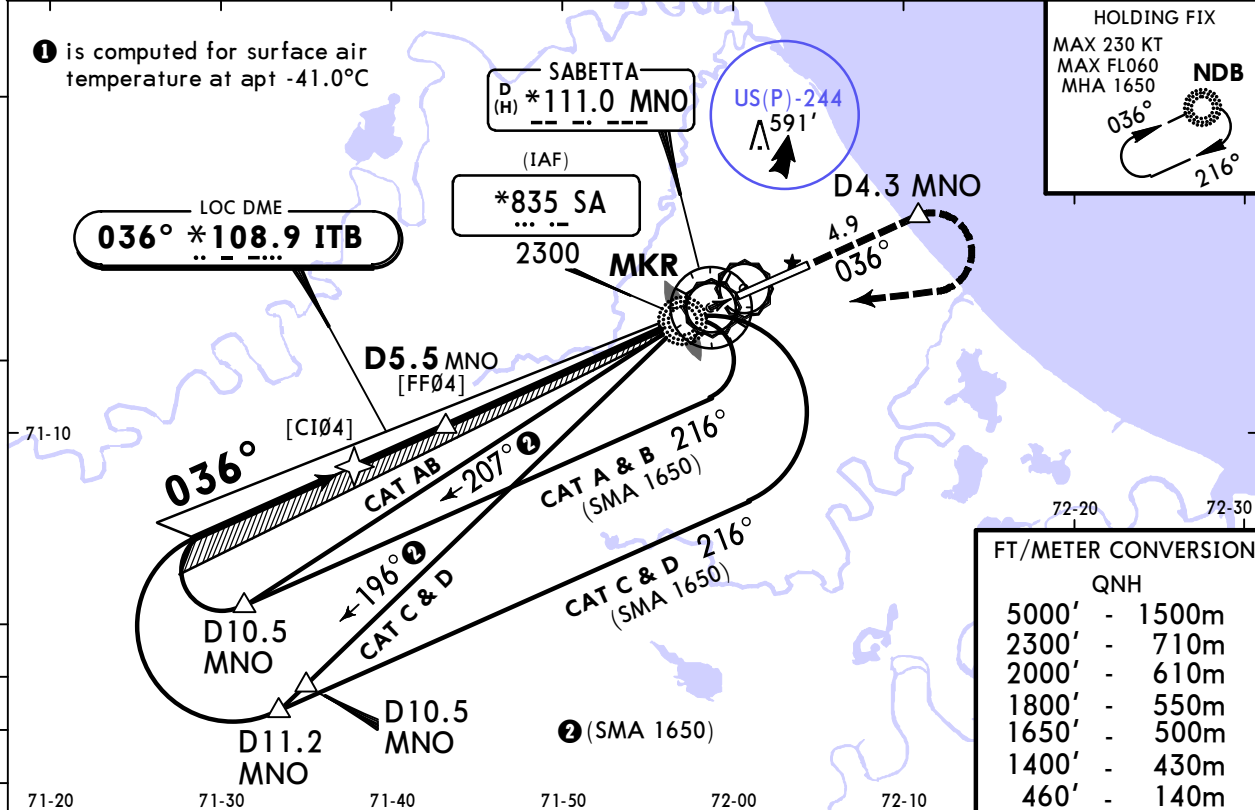 ❶ is computed for surface air
temperature at apt -41.0°C
SABETTA
D
(H) *111.0 MNO
US(P)-244
591'
HOLDING FIX
MAX 230 KT
MAX FL060
MHA 1650
NDB
036°
216°
(IAF)
*835 SA
2300
MKR
D4.3 MNO
4.9
036°
LOC DME
036° *108.9 ITB
D5.5 MNO
[FFØ4]
[CIØ4]
71-10
036°
CAT AB
207° ❷
CAT A & B 216°
(SMA 1650)
196° ❷
CAT C & D
CAT C & D 216°
(SMA 1650)
D10.5
MNO
D10.5
MNO
D11.2
MNO
❷ (SMA 1650)
72-20
72-30
FT/METER CONVERSION
QNH
5000' - 1500m
2300' - 710m
2000' - 610m
1800' - 550m
1650' - 500m
1400' - 430m
460' - 140m
71-20
71-30
71-40
71-50
72-00
72-10